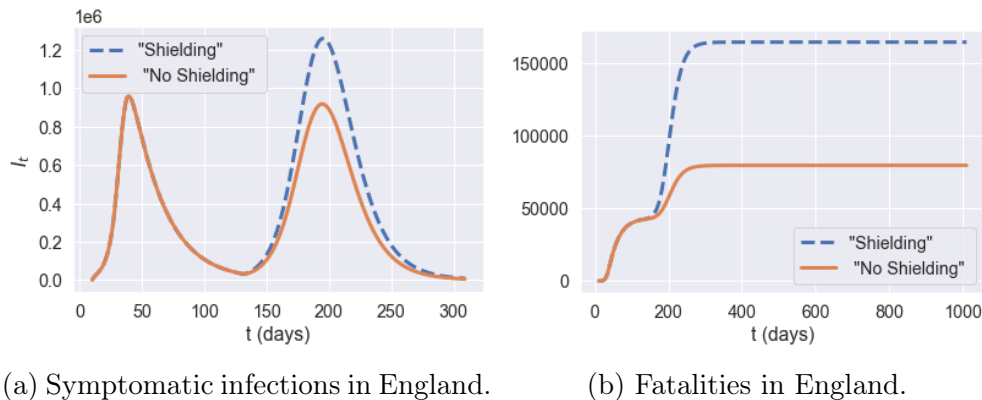 1e6
1.2
1.0
0.8
0.6
0.4
0.2
0.0
I_t
"Shielding"
"No Shielding"
0 50 100 150 200 250 300
t (days)
150000
100000
50000
0
"Shielding"
"No Shielding"
0 200 400 600 800 1000
t (days)
(a) Symptomatic infections in England.
(b) Fatalities in England.